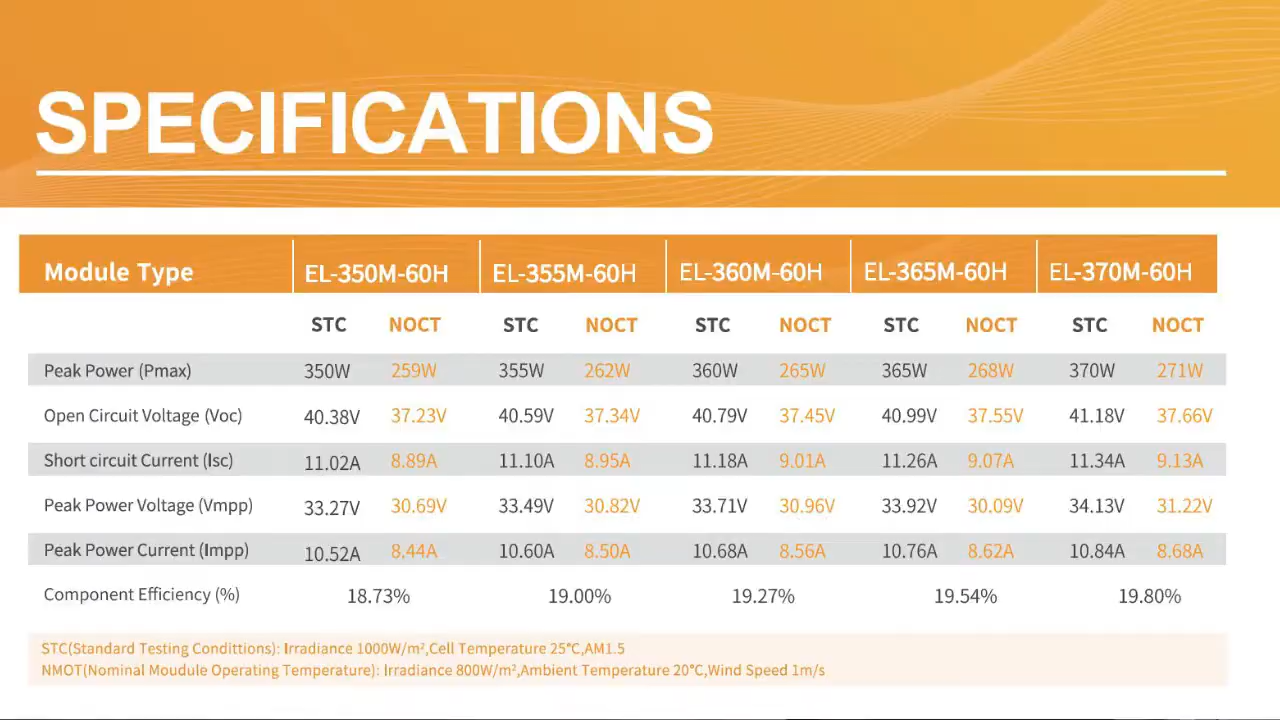 SPECIFICATIONS
Module Type EL-350M-60H EL-355M-60H EL-360M-60H EL-365M-60H EL-370M-60H
STC NOCT STC NOCT STC NOCT STC NOCT STC NOCT
Peak Power (Pmax) 350W 259W 355W 262W 360W 265W 365W 268W 370W 271W
Open Circuit Voltage (Voc) 40.38V 37.23V 40.59V 37.34V 40.79V 37.45V 40.99V 37.55V 41.18V 37.66V
Short circuit Current (Isc) 11.02A 8.89A 11.10A 8.95A 11.18A 9.01A 11.26A 9.07A 11.34A 9.13A
Peak Power Voltage (Vmpp) 33.27V 30.69V 33.49V 30.82V 33.71V 30.96V 33.92V 30.09V 34.13V 31.22V
Peak Power Current (Impp) 10.52A 8.44A 10.60A 8.50A 10.68A 8.56A 10.76A 8.62A 10.84A 8.68A
Component Efficiency (%) 18.73% 19.00% 19.27% 19.54% 19.80%
STC(Standard Testing Condittions): Irradiance 1000W/m²,Cell Temperature 25°C,AM1.5
NMOT(Nominal Moudule Operating Temperature): lrradiance 800W/m²,Ambient Temperature 20°C,Wind Speed 1m/s